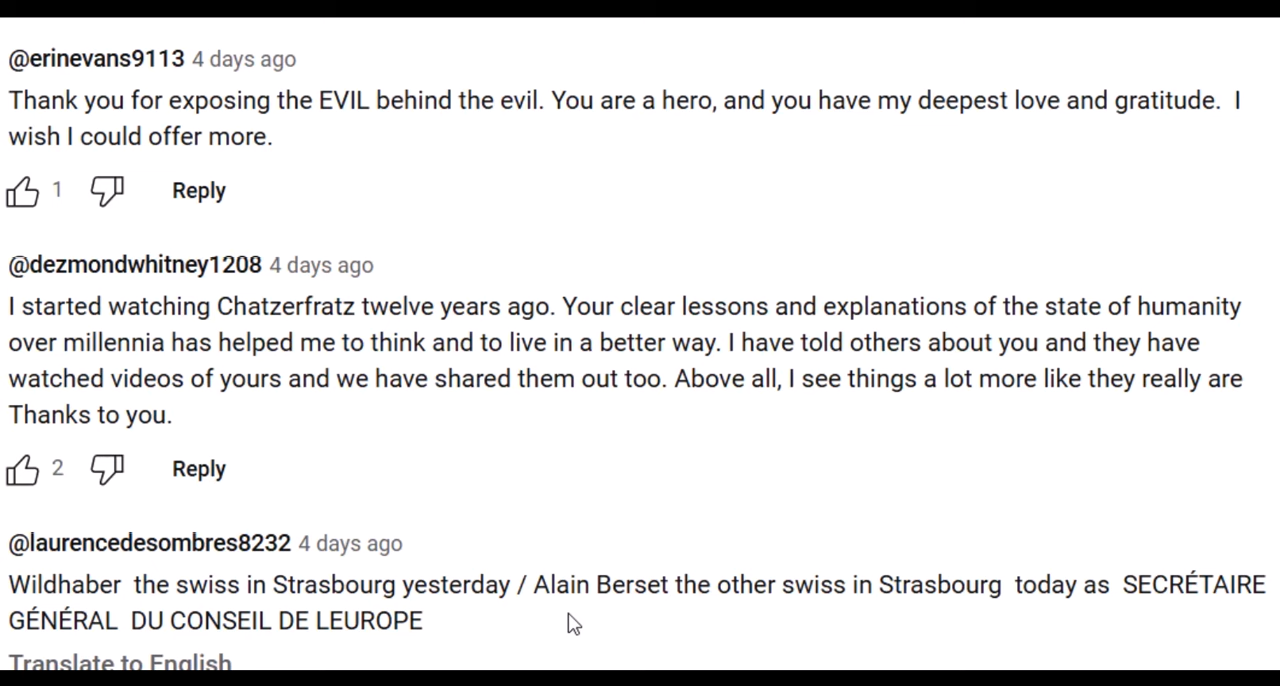 @erinevans9113 4 days ago
Thank you for exposing the EVIL behind the evil. You are a hero, and you have my deepest love and gratitude. I
wish I could offer more.
1 Reply
@dezmondwhitney1208 4 days ago
I started watching Chatzerfratz twelve years ago. Your clear lessons and explanations of the state of humanity
over millennia has helped me to think and to live in a better way. I have told others about you and they have
watched videos of yours and we have shared them out too. Above all, I see things a lot more like they really are
Thanks to you.
2 Reply
@laurencedesombres8232 4 days ago
Wildhaber the swiss in Strasbourg yesterday / Alain Berset the other swiss in Strasbourg today as SECRÉTAIRE
GÉNÉRAL DU CONSEIL DE LEUROPE
Translate to English